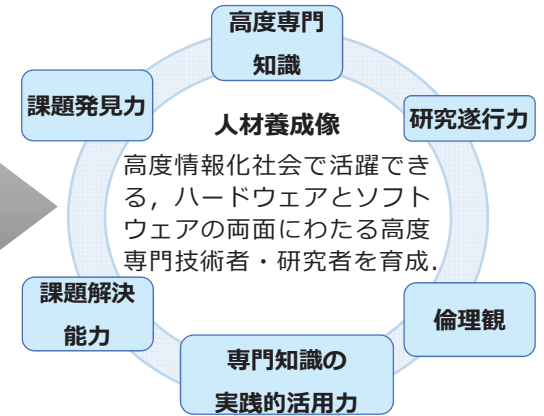 高度専門
知識
課題発見力
研究遂行力
人材養成像
高度情報化社会で活躍でき
る，ハードウェアとソフト
ウェアの両面にわたる高度
専門技術者・研究者を育成．
課題解決
能力
倫理観
専門知識の
実践的活用力